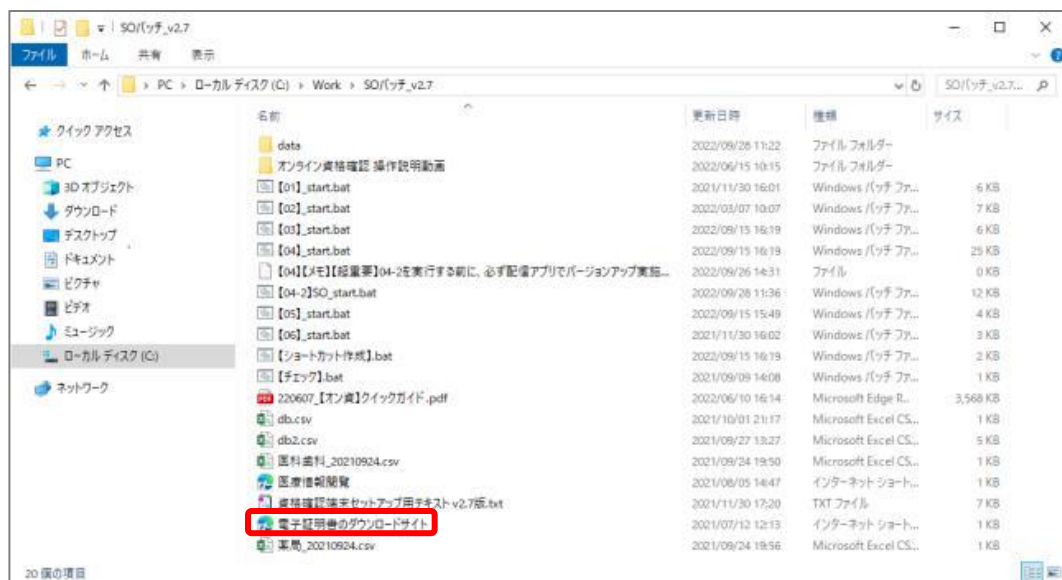 SOバッチ_v2.7
ファイル ホーム 共有 表示
PC › ローカル ディスク (C:) › Work › SOバッチ_v2.7 SOバッチ_v2.7...
名前 更新日時 種類 サイズ
クイック アクセス
PC
3D オブジェクト
ダウンロード
デスクトップ
ドキュメント
ピクチャ
ビデオ
ミュージック
ローカル ディスク (C:)
ネットワーク
data 2022/09/28 11:22 ファイル フォルダー
オンライン資格確認 操作説明動画 2022/06/15 10:15 ファイル フォルダー
【01】_start.bat 2021/11/30 16:01 Windows バッチ ファ... 6 KB
【02】_start.bat 2022/03/07 10:07 Windows バッチ ファ... 7 KB
【03】_start.bat 2022/09/15 16:19 Windows バッチ ファ... 6 KB
【04】_start.bat 2022/09/15 16:19 Windows バッチ ファ... 25 KB
【04】【メモ】【超重要】04-2を実行する前に、必ず配信アプリでバージョンアップ実施... 2022/09/26 14:31 ファイル 0 KB
【04-2】SO_start.bat 2022/09/28 11:36 Windows バッチ ファ... 12 KB
【05】_start.bat 2022/09/15 15:49 Windows バッチ ファ... 4 KB
【06】_start.bat 2021/11/30 16:02 Windows バッチ ファ... 3 KB
【ショートカット作成】.bat 2022/09/15 16:19 Windows バッチ ファ... 2 KB
【チェック】.bat 2021/09/09 14:08 Windows バッチ ファ... 1 KB
220607_【オン資】クイックガイド.pdf 2022/06/10 16:14 Microsoft Edge P... 3,568 KB
db.csv 2021/10/01 21:17 Microsoft Excel CS... 1 KB
db2.csv 2021/09/27 13:27 Microsoft Excel CS... 5 KB
医科歯科_20210924.csv 2021/09/24 19:50 Microsoft Excel CS... 1 KB
医療情報閲覧 2021/08/05 14:47 インターネット ショート... 1 KB
資格確認端末セットアップ用テキスト v2.7版.txt 2021/11/30 17:20 TXT ファイル 7 KB
電子証明書のダウンロードサイト 2021/07/12 12:13 インターネット ショート... 1 KB
薬局_20210924.csv 2021/09/24 19:56 Microsoft Excel CS... 1 KB
20 個の項目